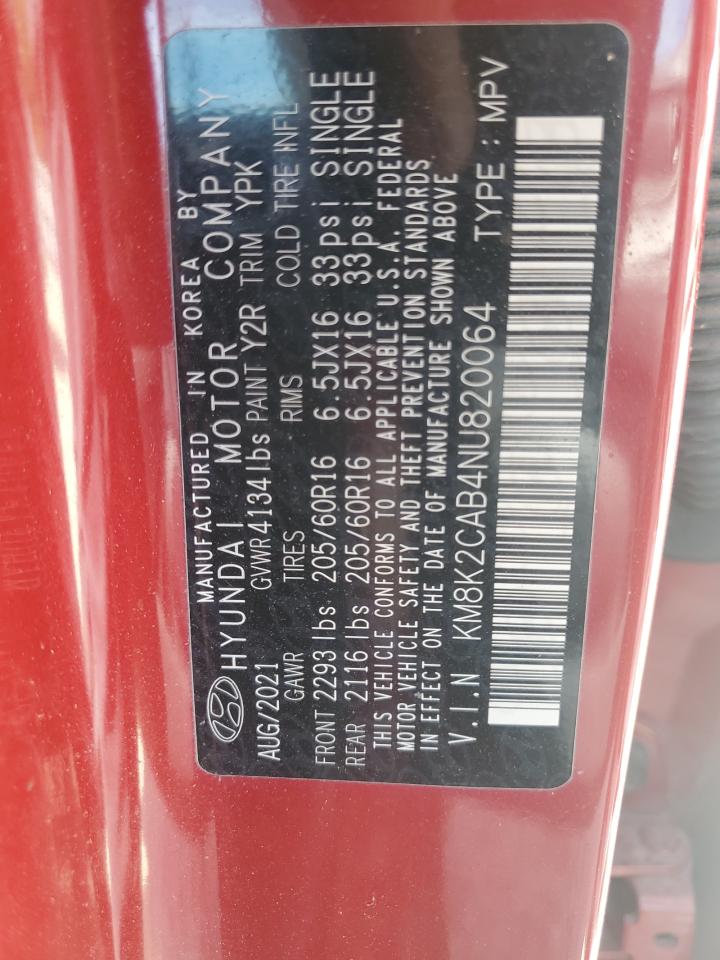 MANUFACTURED IN KOREA BY
HYUNDAI MOTOR COMPANY
AUG/2021 GVWR 4134 lbs PAINT Y2R TRIM YPK
GAWR TIRES RIMS COLD TIRE INFL
FRONT 2293 lbs 205/60R16 6.5JX16 33psi SINGLE
REAR 2116 lbs 205/60R16 6.5JX16 33psi SINGLE
THIS VEHICLE CONFORMS TO ALL APPLICABLE U.S.A. FEDERAL
MOTOR VEHICLE SAFETY AND THEFT PREVENTION STANDARDS
IN EFFECT ON THE DATE OF MANUFACTURE SHOWN ABOVE
V.I.N KM8K2CAB4NU820064 TYPE : MPV